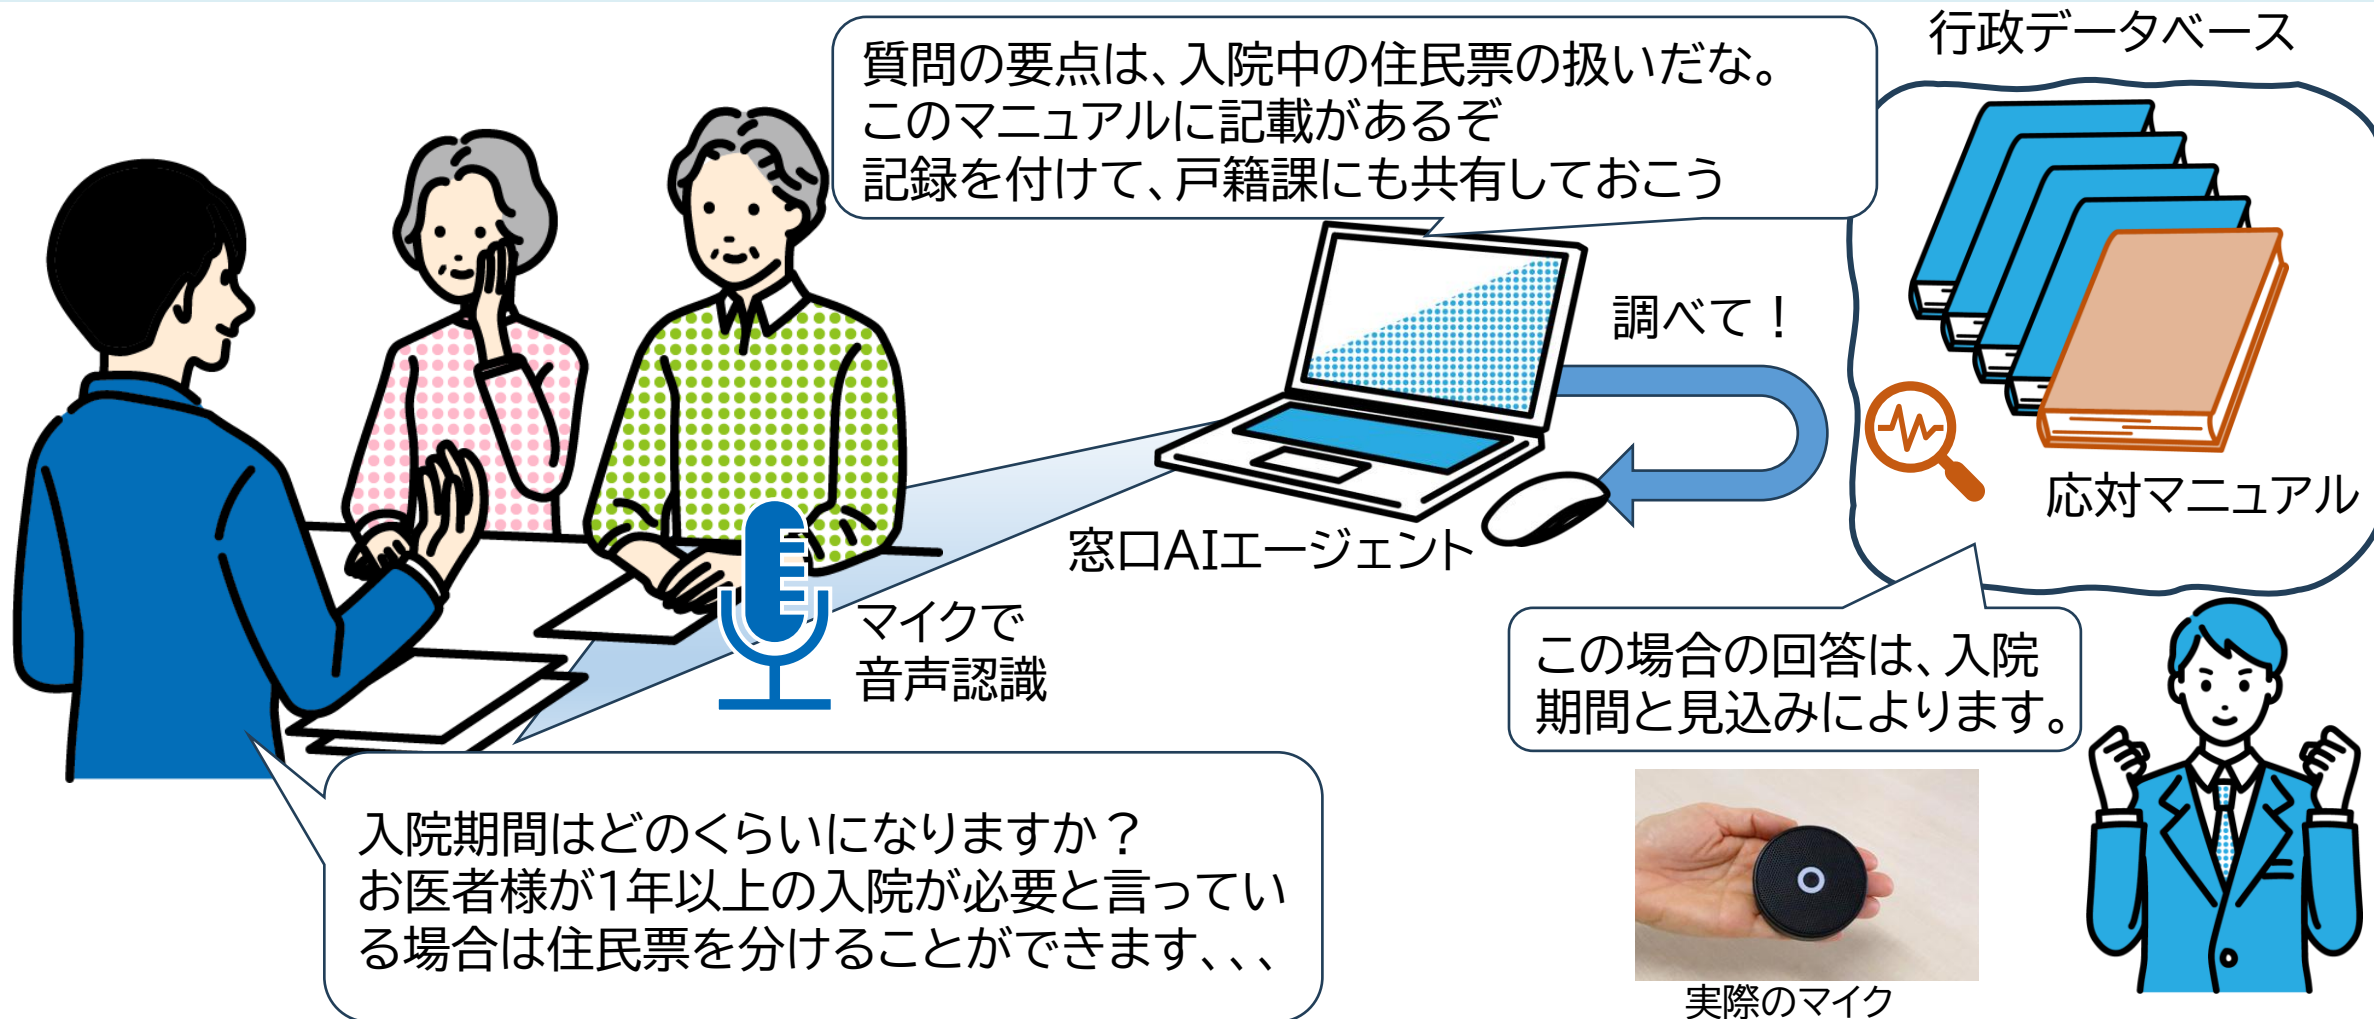 行政データベース
質問の要点は、入院中の住民票の扱いだな。
このマニュアルに記載があるぞ
記録を付けて、戸籍課にも共有しておこう
調べて！
応対マニュアル
窓口AIエージェント
マイクで
音声認識
この場合の回答は、入院
期間と見込みによります。
入院期間はどのくらいになりますか？
お医者様が1年以上の入院が必要と言ってい
る場合は住民票を分けることができます、、、
実際のマイク